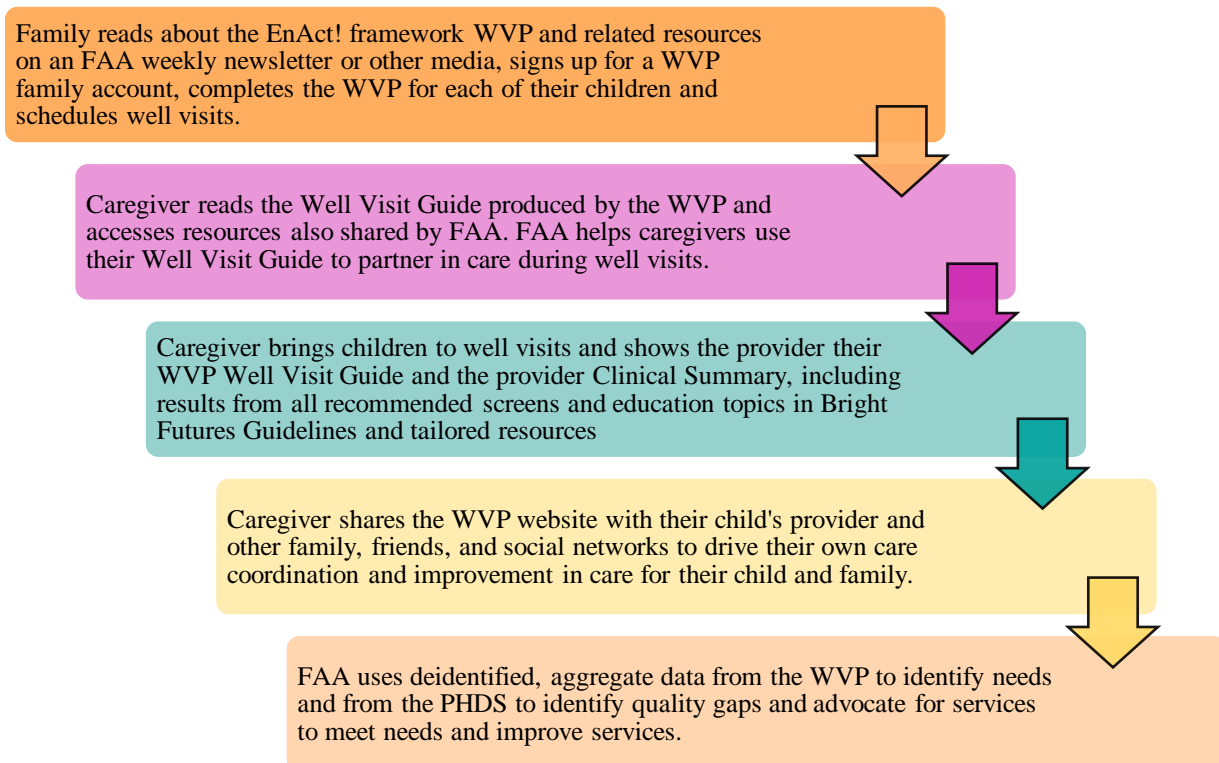 Family reads about the EnAct! framework WVP and related resources
on an FAA weekly newsletter or other media, signs up for a WVP
family account, completes the WVP for each of their children and
schedules well visits.
Caregiver reads the Well Visit Guide produced by the WVP and
accesses resources also shared by FAA. FAA helps caregivers use
their Well Visit Guide to partner in care during well visits.
Caregiver brings children to well visits and shows the provider their
WVP Well Visit Guide and the provider Clinical Summary, including
results from all recommended screens and education topics in Bright
Futures Guidelines and tailored resources
Caregiver shares the WVP website with their child's provider and
other family, friends, and social networks to drive their own care
coordination and improvement in care for their child and family.
FAA uses deidentified, aggregate data from the WVP to identify needs
and from the PHDS to identify quality gaps and advocate for services
to meet needs and improve services.